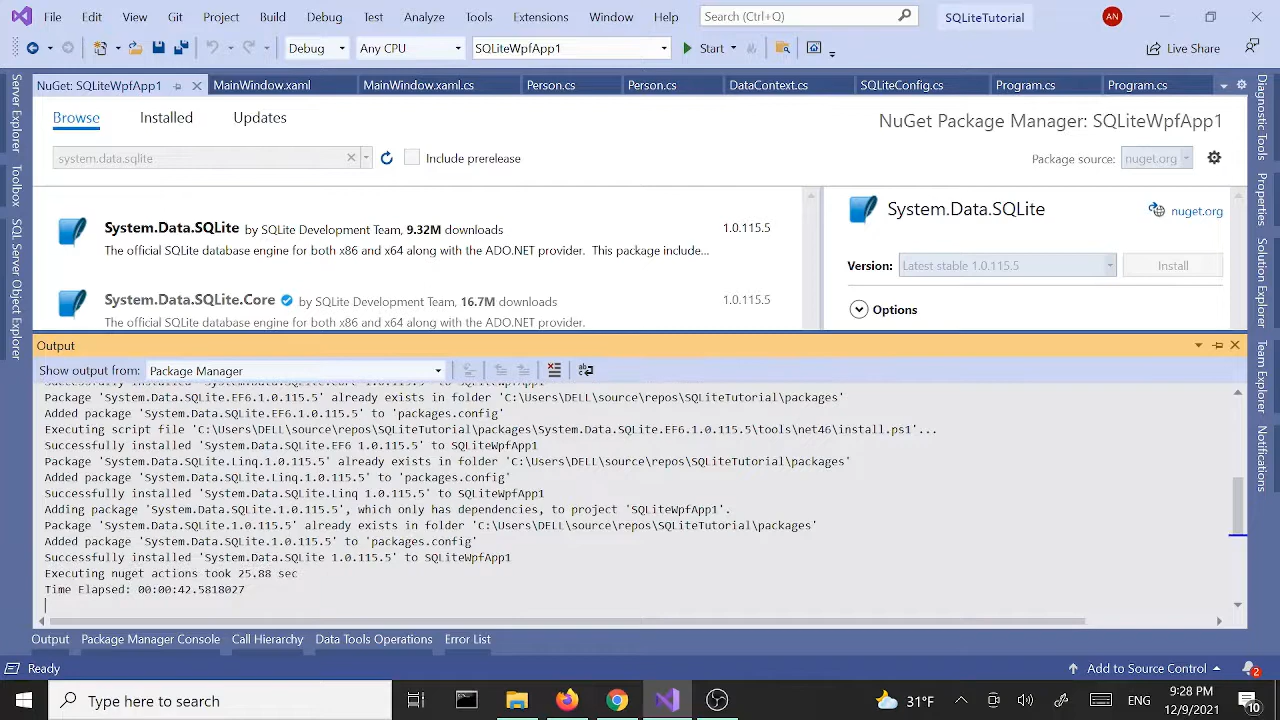 File Edit View Git Project Build Debug Test Analyze Tools Extensions Window Help Search (Ctrl+Q) SQLiteTutorial AN
Debug Any CPU SQLiteWpfApp1 Start Live Share
NuGet: SQLiteWpfApp1 MainWindow.xaml MainWindow.xaml.cs Person.cs Person.cs DataContext.cs SQLiteConfig.cs Program.cs Program.cs
Server Explorer
Toolbox
SQL Server Object Explorer
Browse Installed Updates
NuGet Package Manager: SQLiteWpfApp1
system.data.sqlite Include prerelease
Package source: nuget.org
System.Data.SQLite by SQLite Development Team, 9.32M downloads 1.0.115.5
The official SQLite database engine for both x86 and x64 along with the ADO.NET provider. This package include...
System.Data.SQLite.Core by SQLite Development Team, 16.7M downloads 1.0.115.5
The official SQLite database engine for both x86 and x64 along with the ADO.NET provider.
System.Data.SQLite nuget.org
Version: Latest stable 1.0.115.5 Install
Options
Diagnostic Tools
Properties
Solution Explorer
Team Explorer
Notifications
Output
Show output from: Package Manager
Package 'System.Data.SQLite.EF6.1.0.115.5' already exists in folder 'C:\Users\DELL\source\repos\SQLiteTutorial\packages'
Added package 'System.Data.SQLite.EF6.1.0.115.5' to 'packages.config'
Executing script file 'C:\Users\DELL\source\repos\SQLiteTutorial\packages\System.Data.SQLite.EF6.1.0.115.5\tools\net46\install.ps1'...
Successfully installed 'System.Data.SQLite.EF6 1.0.115.5' to SQLiteWpfApp1
Package 'System.Data.SQLite.Linq.1.0.115.5' already exists in folder 'C:\Users\DELL\source\repos\SQLiteTutorial\packages'
Added package 'System.Data.SQLite.Linq.1.0.115.5' to 'packages.config'
Successfully installed 'System.Data.SQLite.Linq 1.0.115.5' to SQLiteWpfApp1
Adding package 'System.Data.SQLite.1.0.115.5', which only has dependencies, to project 'SQLiteWpfApp1'.
Package 'System.Data.SQLite.1.0.115.5' already exists in folder 'C:\Users\DELL\source\repos\SQLiteTutorial\packages'
Added package 'System.Data.SQLite.1.0.115.5' to 'packages.config'
Successfully installed 'System.Data.SQLite 1.0.115.5' to SQLiteWpfApp1
Executing nuget actions took 25.88 sec
Time Elapsed: 00:00:42.5818027
Output Package Manager Console Call Hierarchy Data Tools Operations Error List
Ready Add to Source Control 2
Type here to search 31°F ENG :28 PM
12/9/2021 10